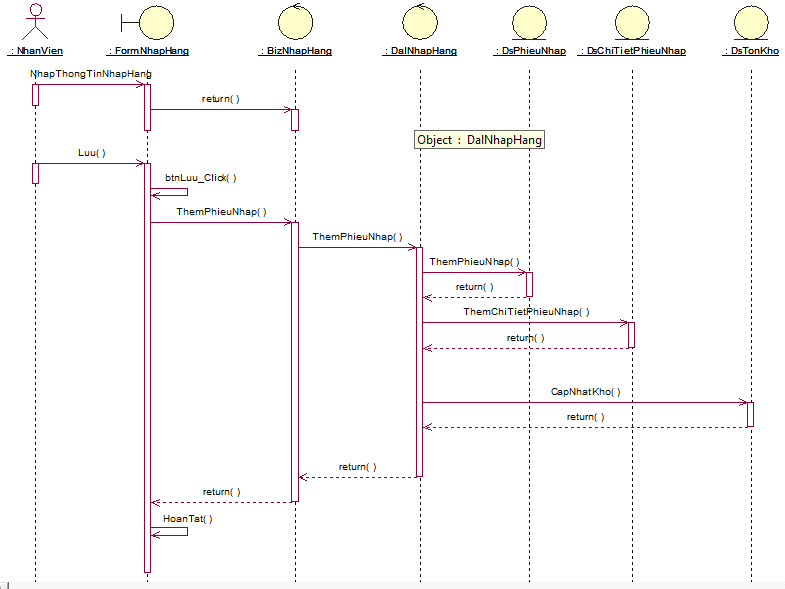 : NhanVien
: FormNhapHang
: BizNhapHang
: DalNhapHang
: DsPhieuNhap
: DsChiTietPhieuNhap
: DsTonKho
NhapThongTinNhapHang
return( )
Object : DalNhapHang
Luu( )
btnLuu_Click( )
ThemPhieuNhap( )
ThemPhieuNhap( )
ThemPhieuNhap( )
return( )
ThemChiTietPhieuNhap( )
return( )
CapNhatKho( )
return( )
return( )
return( )
HoanTat( )